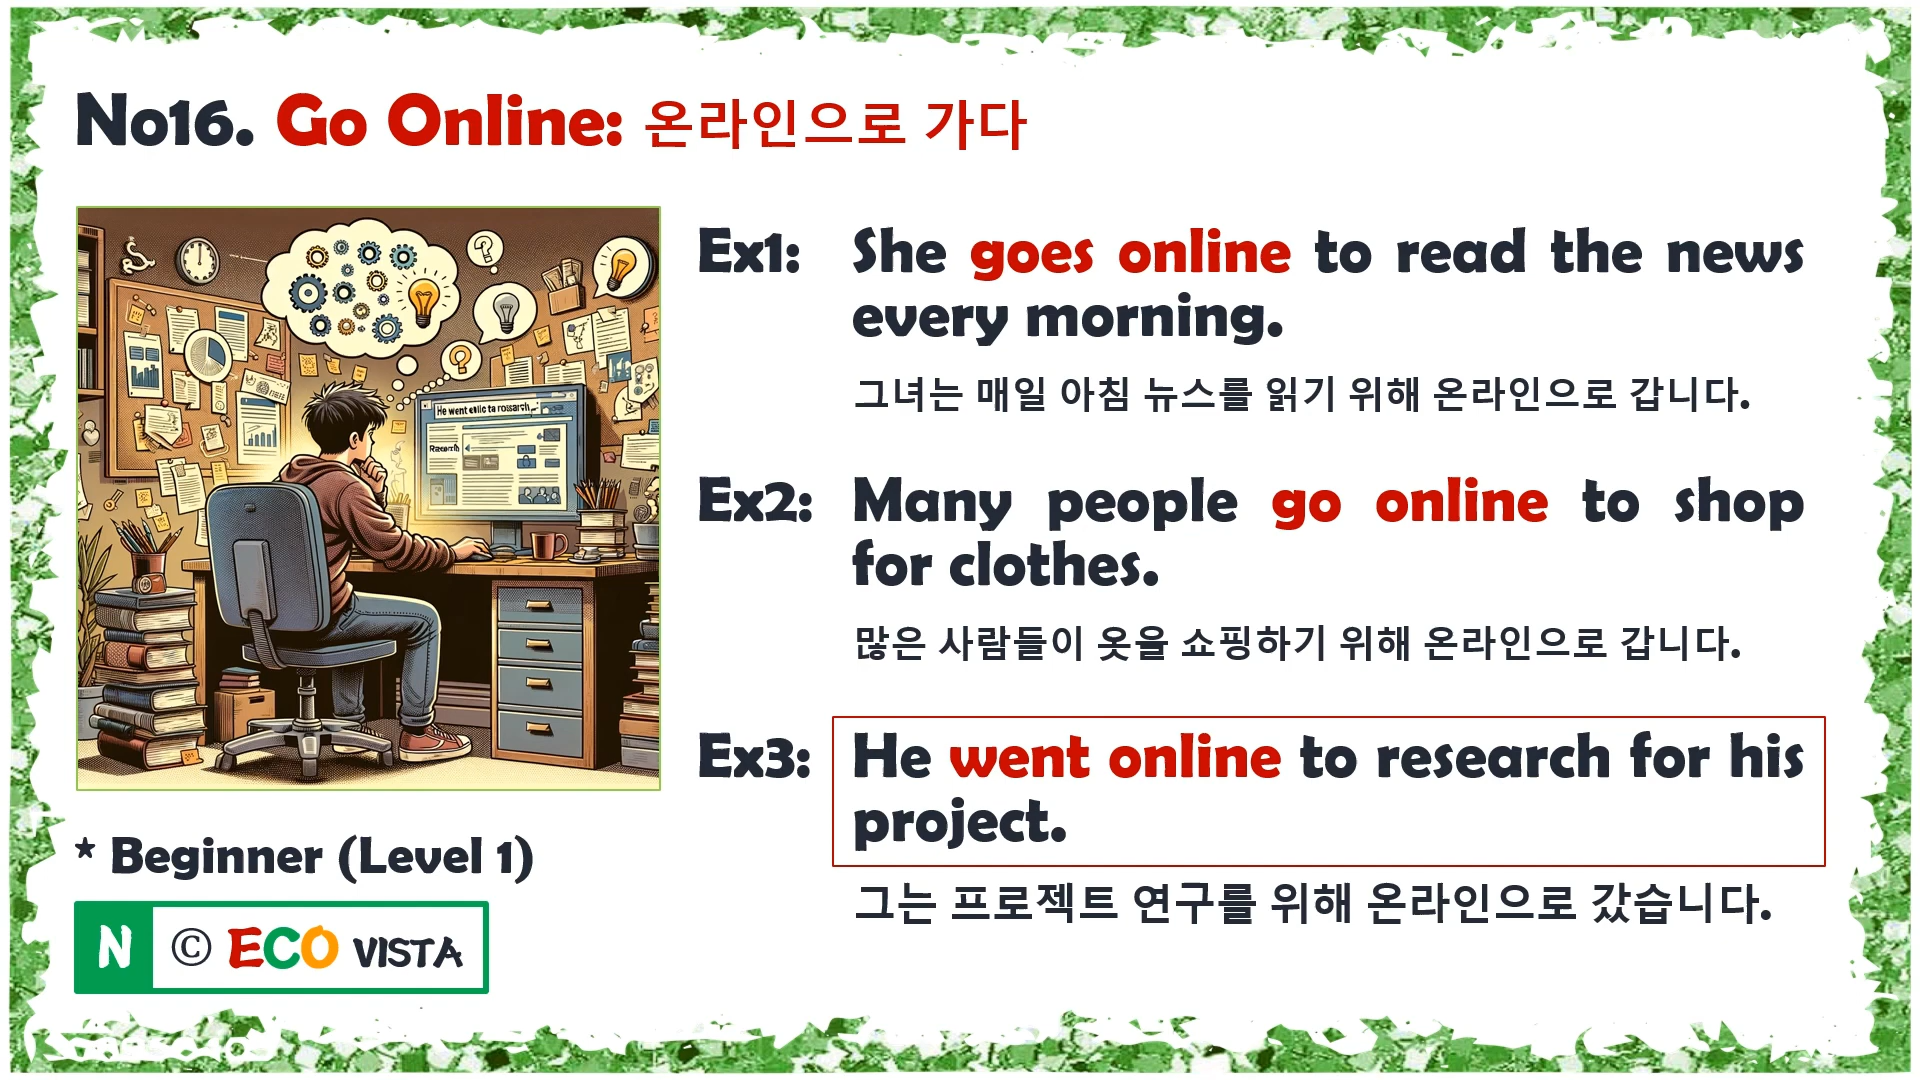 No16. Go Online: 온라인으로 가다
He went
Ex1: She goes online to read the news
every morning.
그녀는 매일 아침 뉴스를 읽기 위해 온라인으로 갑니다.
Ex2: Many people go online to shop
for clothes.
많은 사람들이 옷을 쇼핑하기 위해 온라인으로 갑니다.
Ex3: He went online to research for his
project.
그는 프로젝트 연구를 위해 온라인으로 갔습니다.
* Beginner (Level 1)
N © ECO VISTA